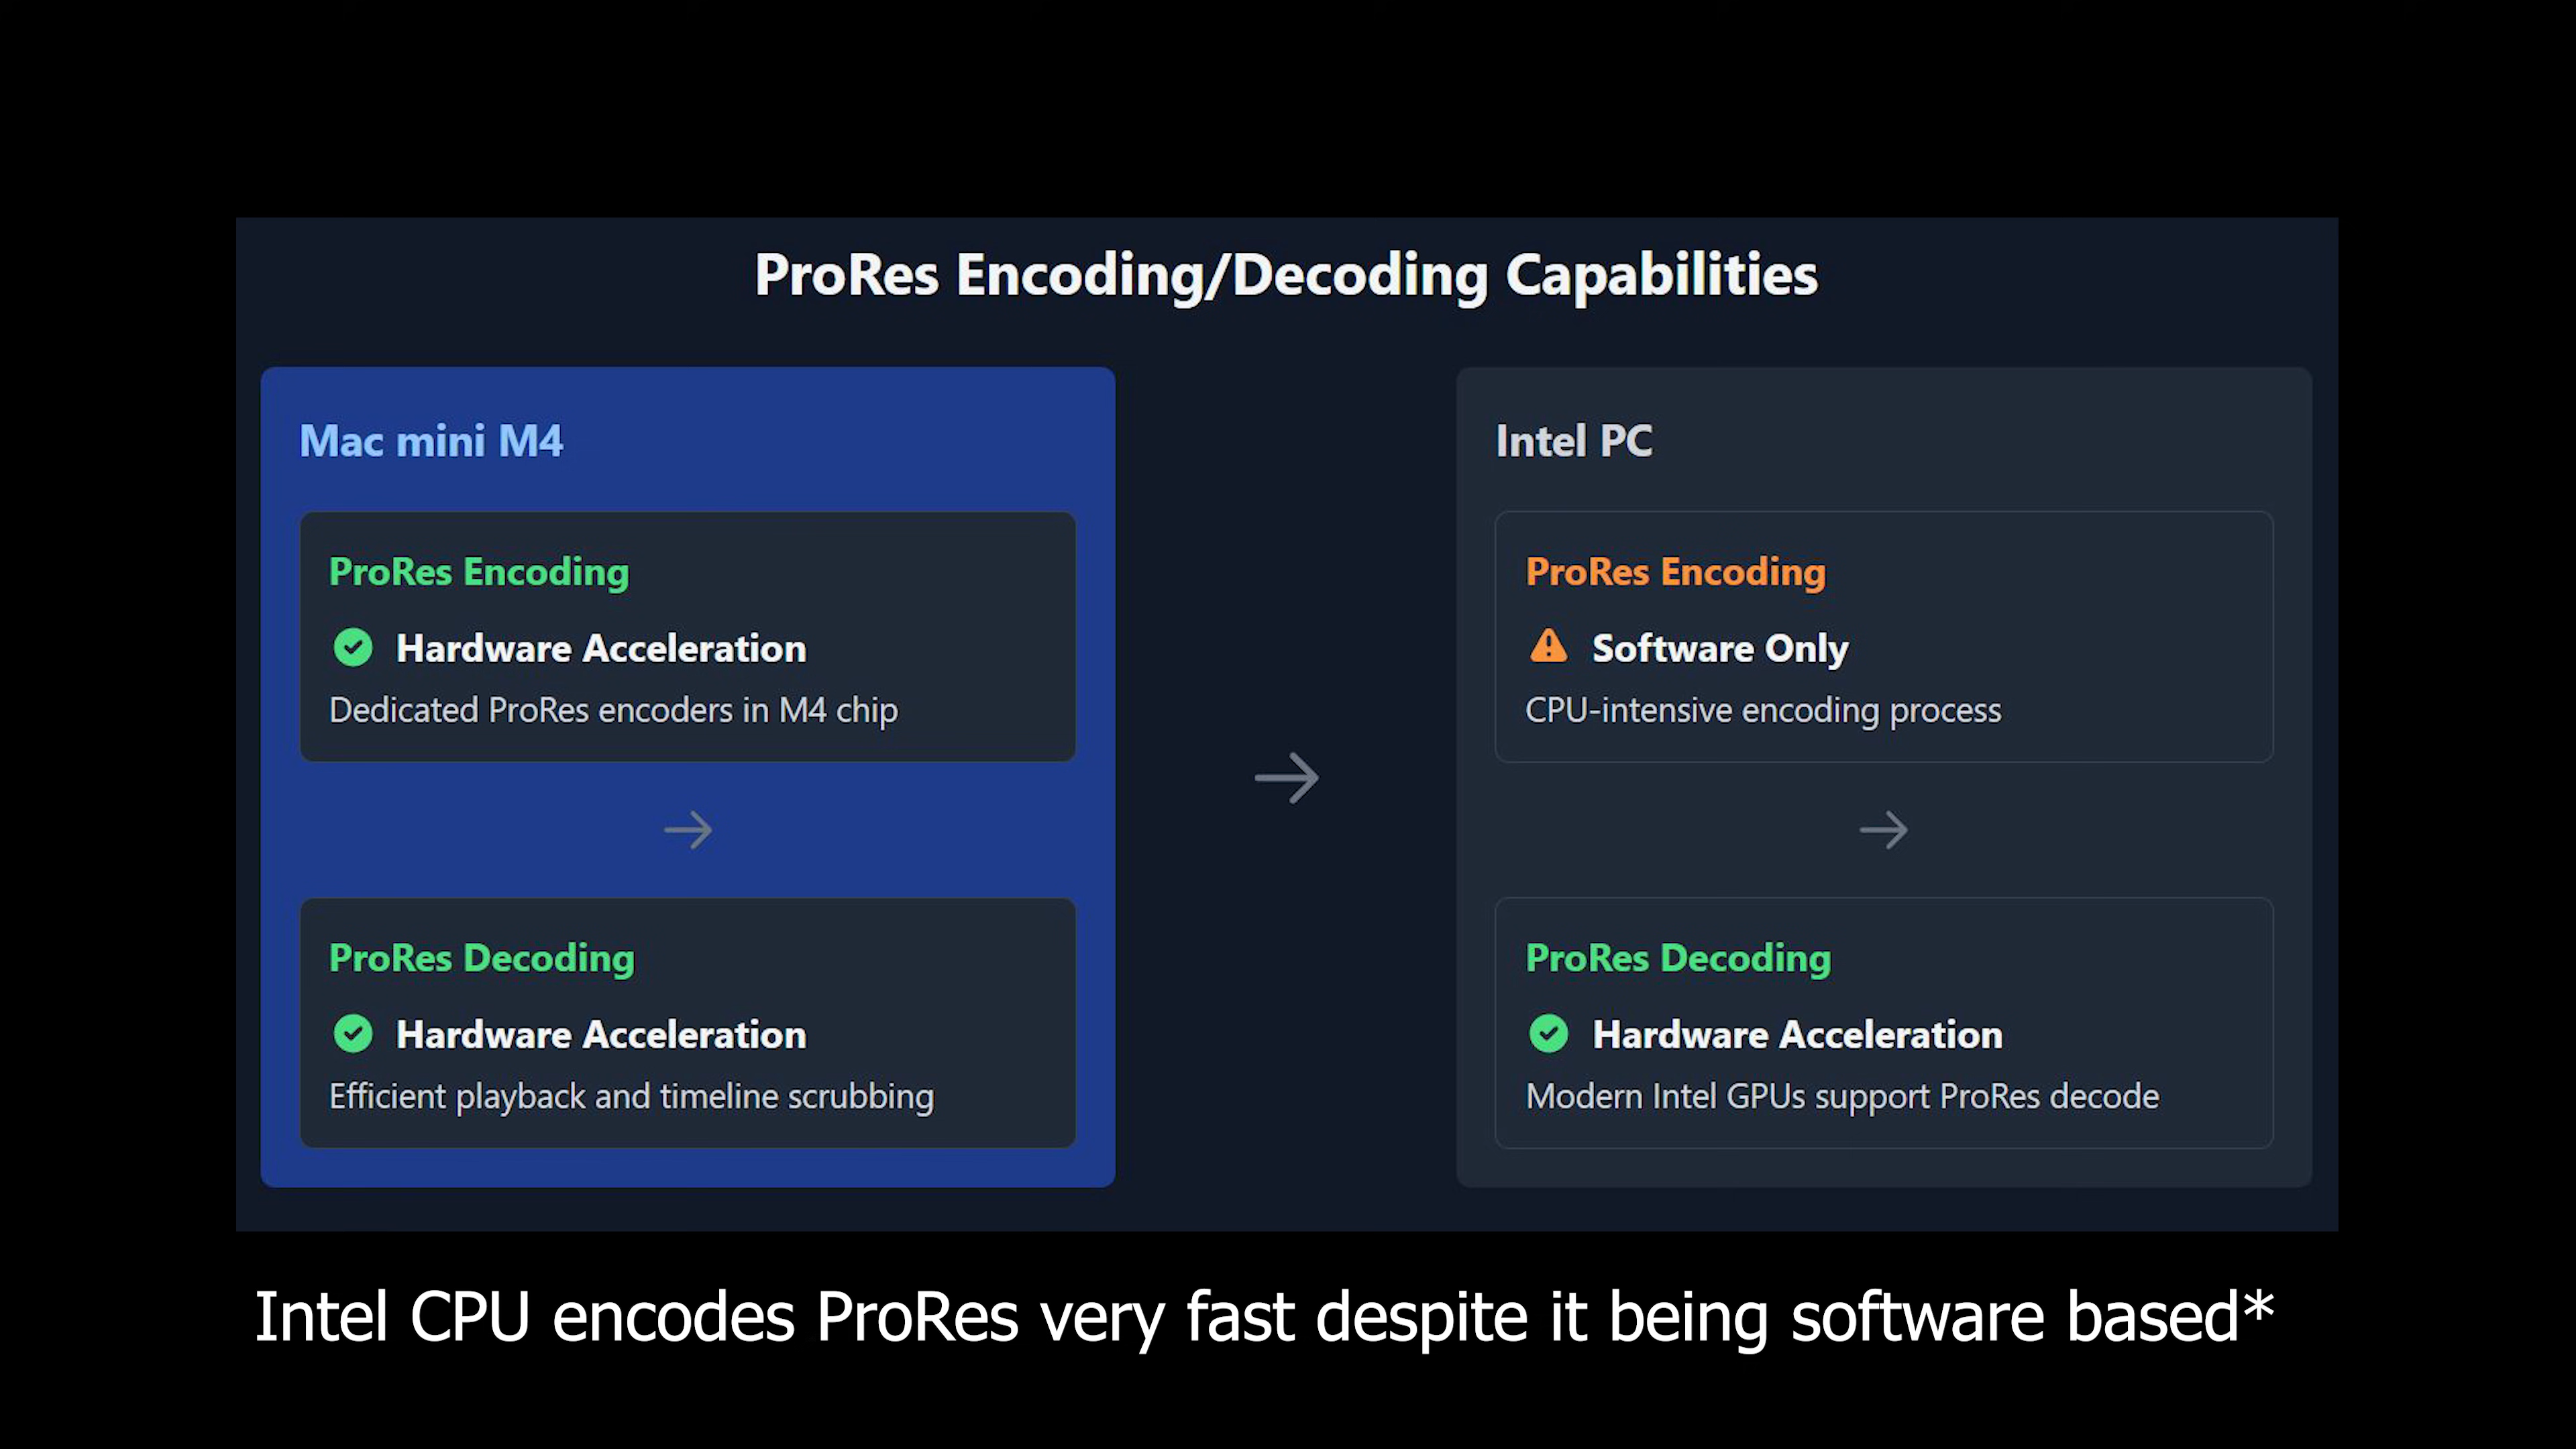 ProRes Encoding/Decoding Capabilities
Mac mini M4
ProRes Encoding
Hardware Acceleration
Dedicated ProRes encoders in M4 chip
ProRes Decoding
Hardware Acceleration
Efficient playback and timeline scrubbing
Intel PC
ProRes Encoding
Software Only
CPU-intensive encoding process
ProRes Decoding
Hardware Acceleration
Modern Intel GPUs support ProRes decode
Intel CPU encodes ProRes very fast despite it being software based*